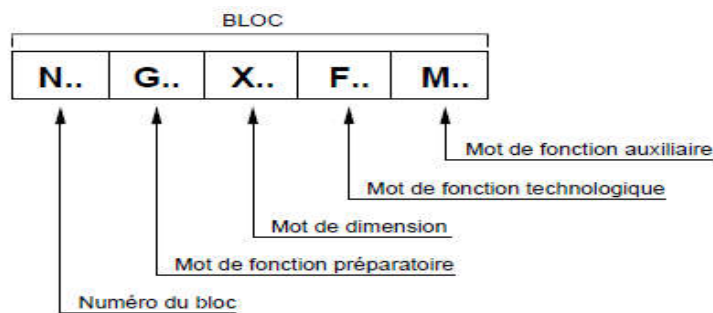 BLOC
N.. G.. X.. F.. M..
Mot de fonction auxiliaire
Mot de fonction technologique
Mot de dimension
Mot de fonction préparatoire
Numéro du bloc